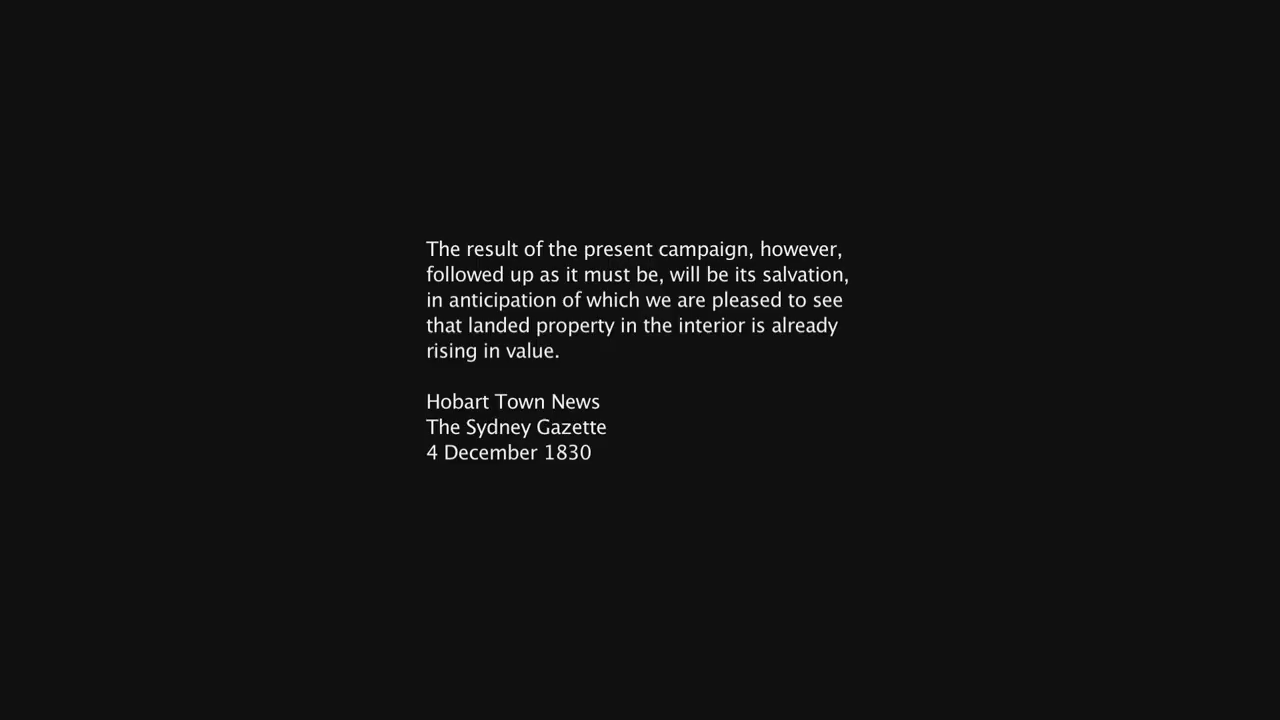 The result of the present campaign, however,
followed up as it must be, will be its salvation,
in anticipation of which we are pleased to see
that landed property in the interior is already
rising in value.
Hobart Town News
The Sydney Gazette
4 December 1830